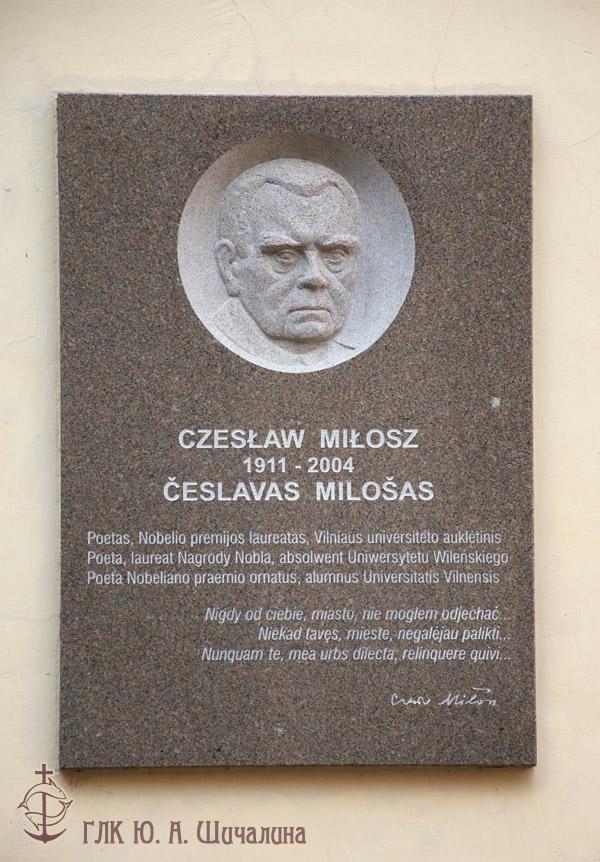 CZESŁAW MIŁOSZ
1911 - 2004
ČESLAVAS MILOŠAS
Poetas, Nobelio premijos laureatas, Vilniaus universiteto auklėtinis
Poeta, laureat Nagrody Nobla, absolwent Uniwersytetu Wileńskiego
Poeta Nobeliano praemio ornatus, alumnus Universitatis Vilnensis
Nigdy od ciebie, miasto, nie mogłem odjechać...
Niekad tavęs, mieste, negalėjau palikti...
Nunquam te, mea urbs dilecta, relinquere quivi...
ГЛК Ю. А. Шичалина